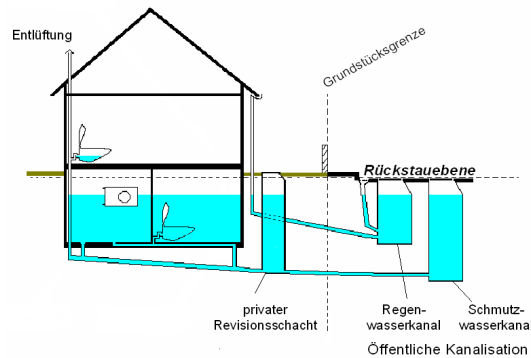 Entlüftung
Grundstücksgrenze
Rückstauebene
privater
Revisionsschacht
Regen-
wasserkanal
Schmutz-
wasserkana
Öffentliche Kanalisation